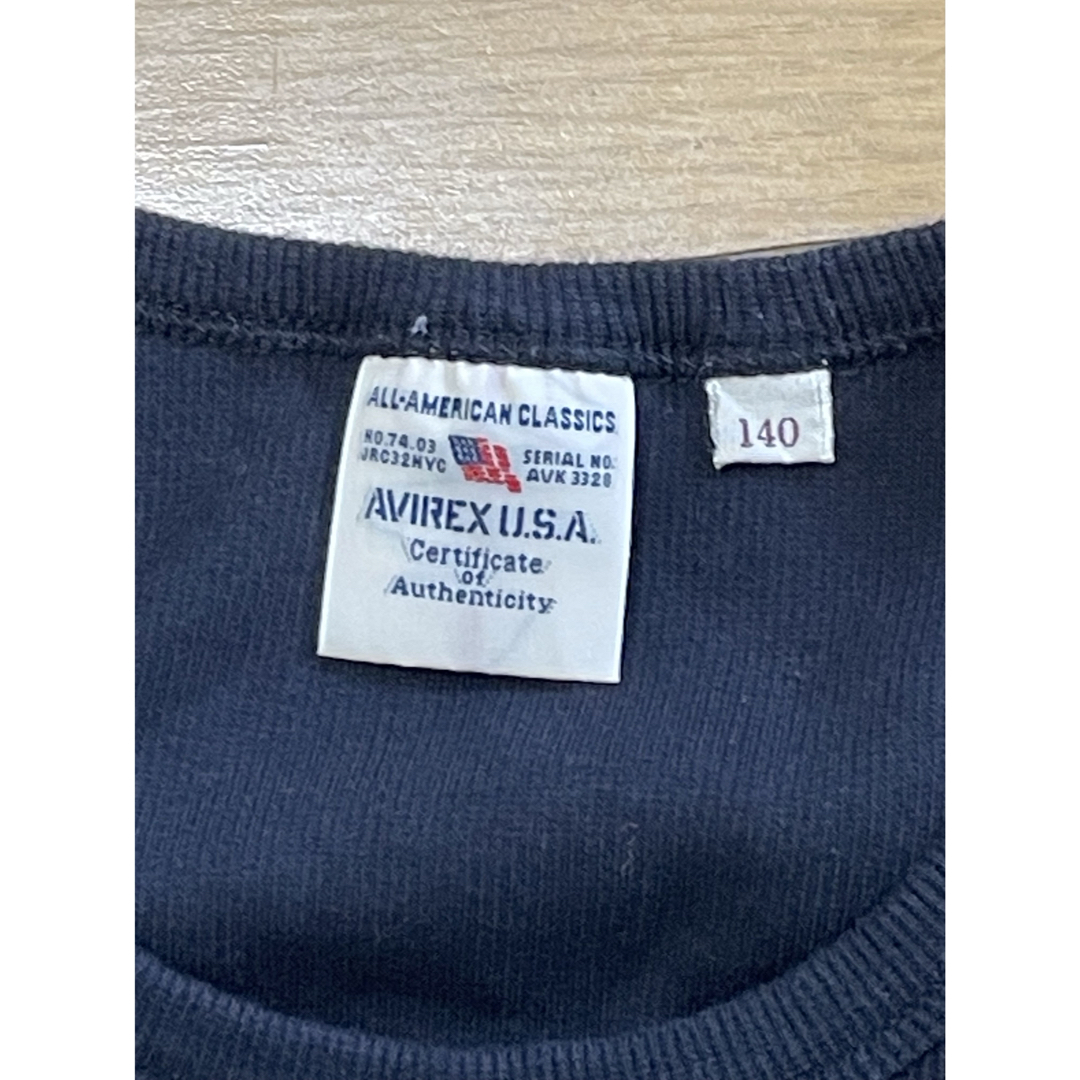 ALL-AMERICAN CLASSICS
NO.74.03
JRC32NYC
SERIAL NO.
AVK 3328
AVIREX U.S.A.
Certificate
of
Authenticity
140